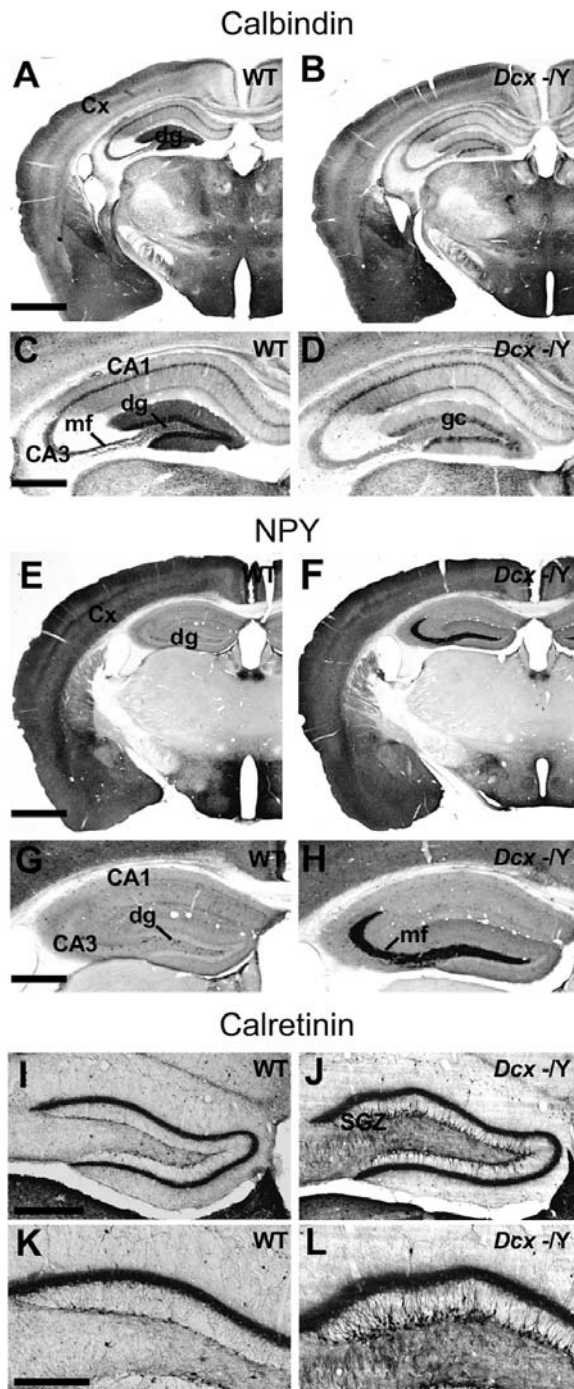 Calbindin
A WT
Cx
dg
B Dcx -/Y
C WT
CA1
dg
mf
CA3
D Dcx -/Y
gc
NPY
E WT
Cx
dg
F Dcx -/Y
G WT
CA1
dg
CA3
H Dcx -/Y
mf
Calretinin
I WT
J Dcx -/Y
SGZ
K WT
L Dcx -/Y